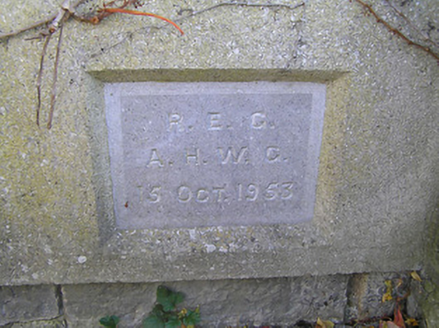 R. E. C.
A. H. W. C.
15 OCT. 1953